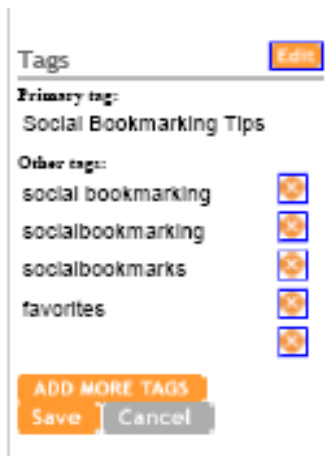 Tags Edit
Primary tag:
Social Bookmarking Tips
Other tags:
social bookmarking
socialbookmarking
socialbookmarks
favorites
ADD MORE TAGS
Save Cancel